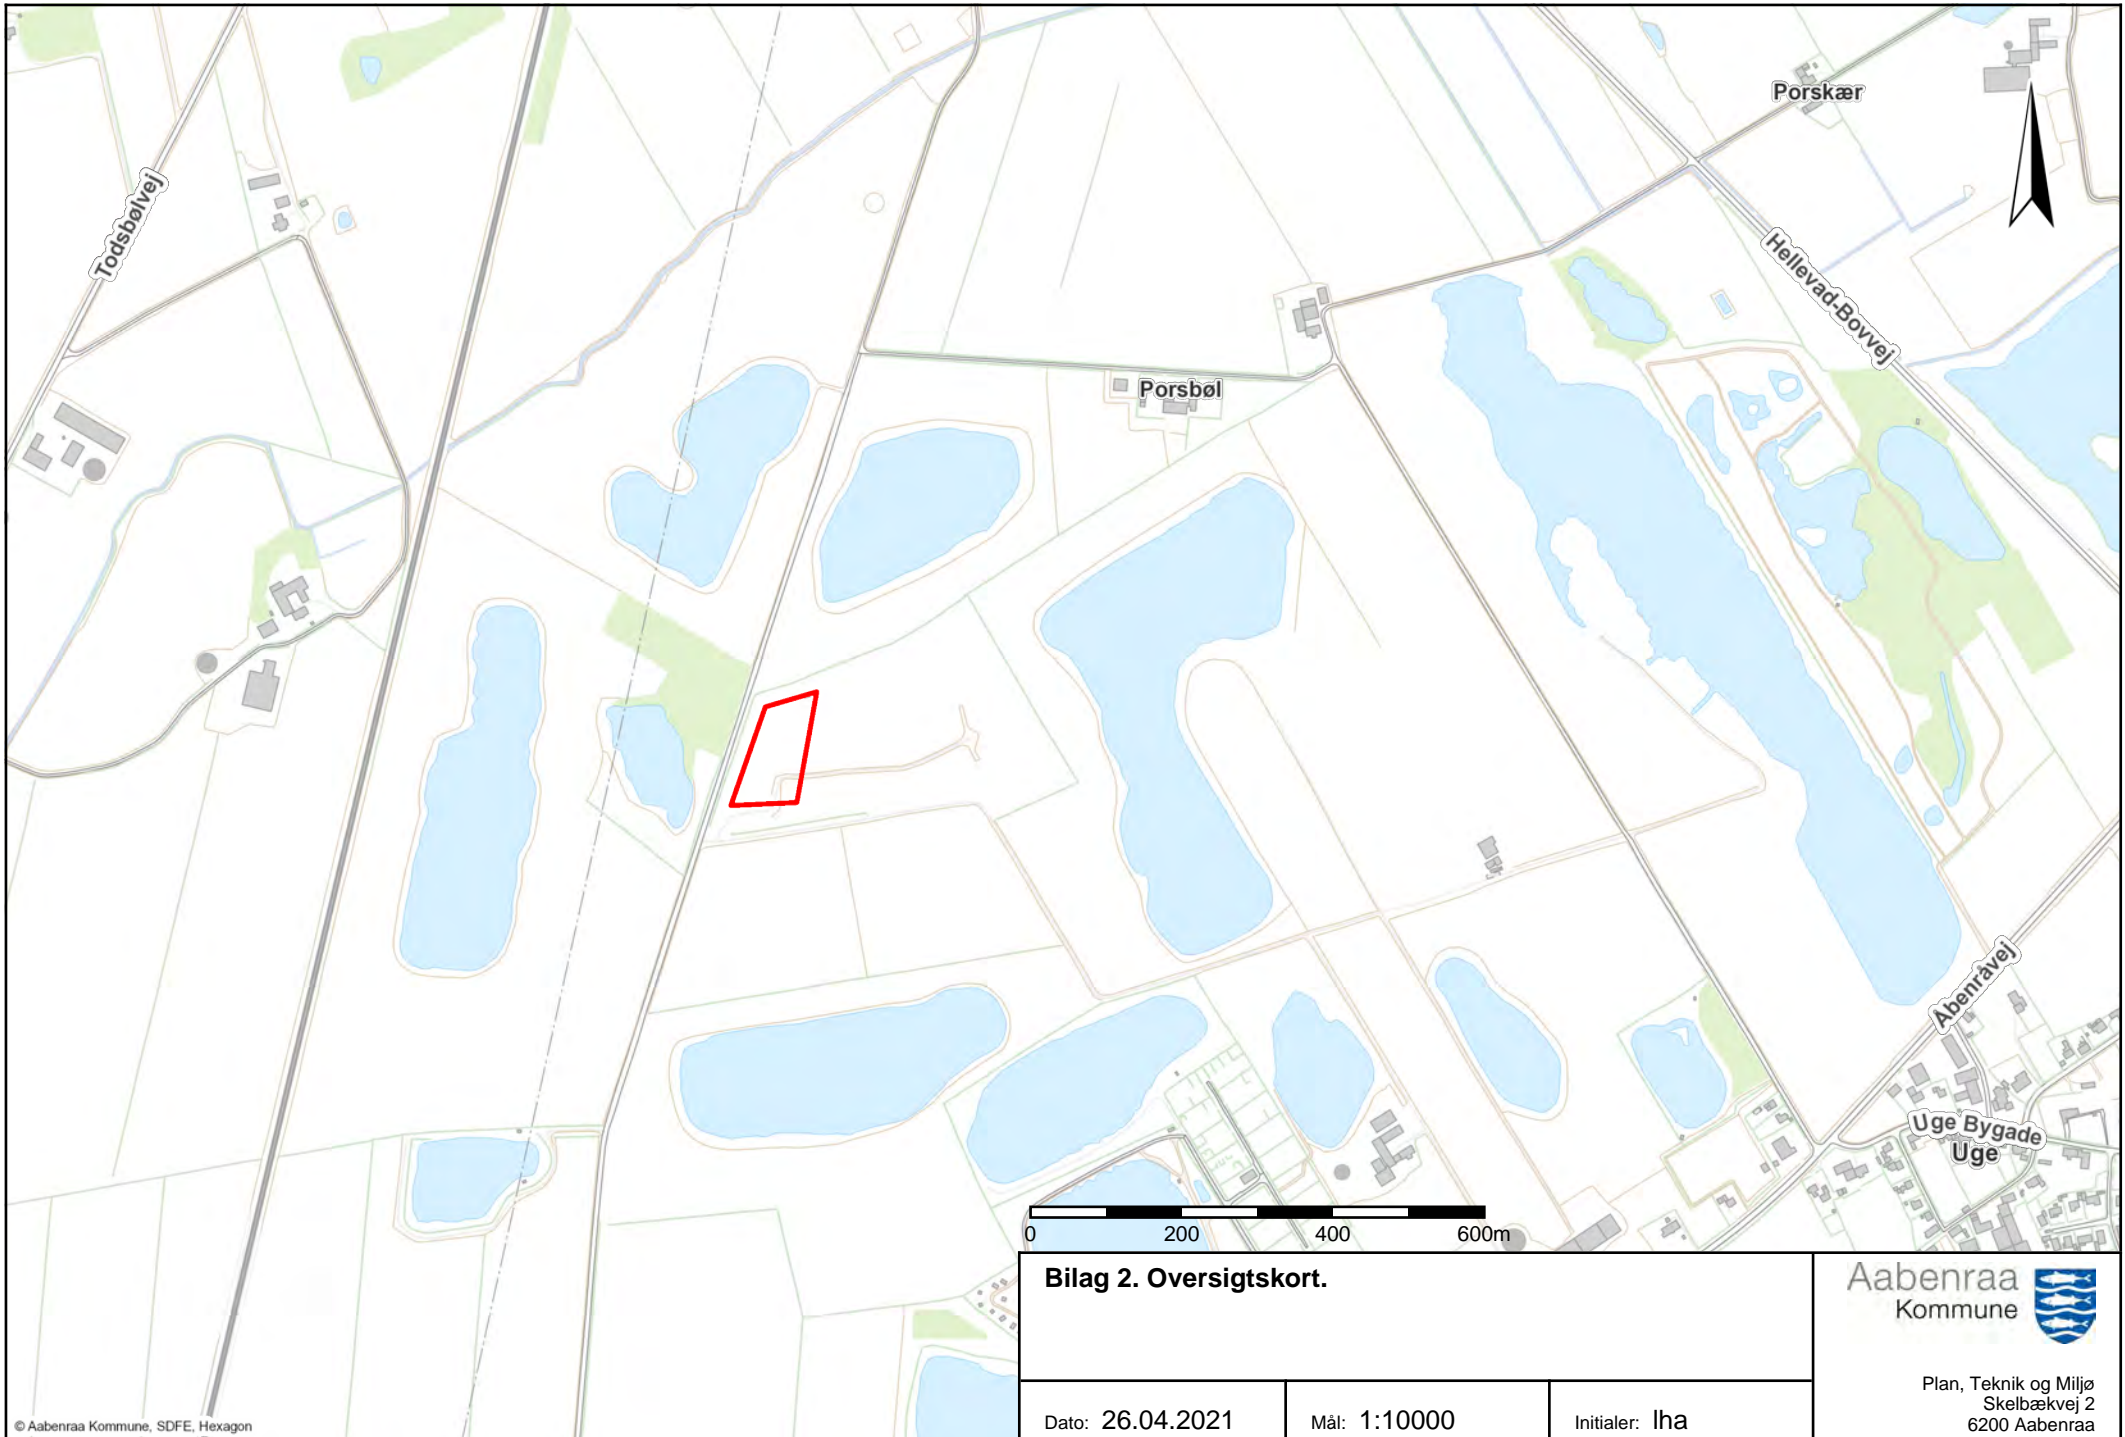 Porskær
Todsbølvej
Hellevad-Bovvej
Porsbøl
Åbenråvej
Uge Bygade
Uge
0 200 400 600m
Bilag 2. Oversigtskort.
Aabenraa
Kommune
Plan, Teknik og Miljø
Skelbækvej 2
6200 Aabenraa
Dato: 26.04.2021 Mål: 1:10000 Initialer: lha
© Aabenraa Kommune, SDFE, Hexagon